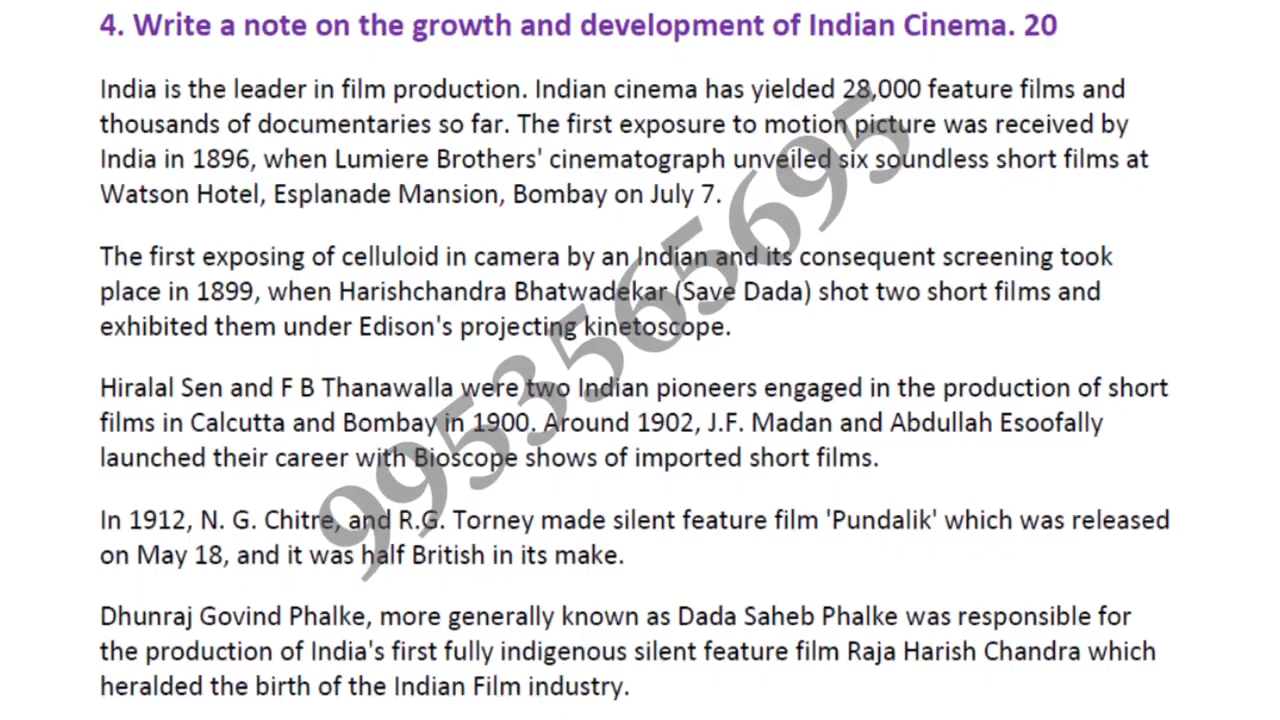 4. Write a note on the growth and development of Indian Cinema. 20
India is the leader in film production. Indian cinema has yielded 28,000 feature films and
thousands of documentaries so far. The first exposure to motion picture was received by
India in 1896, when Lumiere Brothers' cinematograph unveiled six soundless short films at
Watson Hotel, Esplanade Mansion, Bombay on July 7.
The first exposing of celluloid in camera by an Indian and its consequent screening took
place in 1899, when Harishchandra Bhatwadekar (Save Dada) shot two short films and
exhibited them under Edison's projecting kinetoscope.
Hiralal Sen and F B Thanawalla were two Indian pioneers engaged in the production of short
films in Calcutta and Bombay in 1900. Around 1902, J.F. Madan and Abdullah Esoofally
launched their career with Bioscope shows of imported short films.
In 1912, N. G. Chitre, and R.G. Torney made silent feature film 'Pundalik' which was released
on May 18, and it was half British in its make.
Dhunraj Govind Phalke, more generally known as Dada Saheb Phalke was responsible for
the production of India's first fully indigenous silent feature film Raja Harish Chandra which
heralded the birth of the Indian Film industry.
9953565695